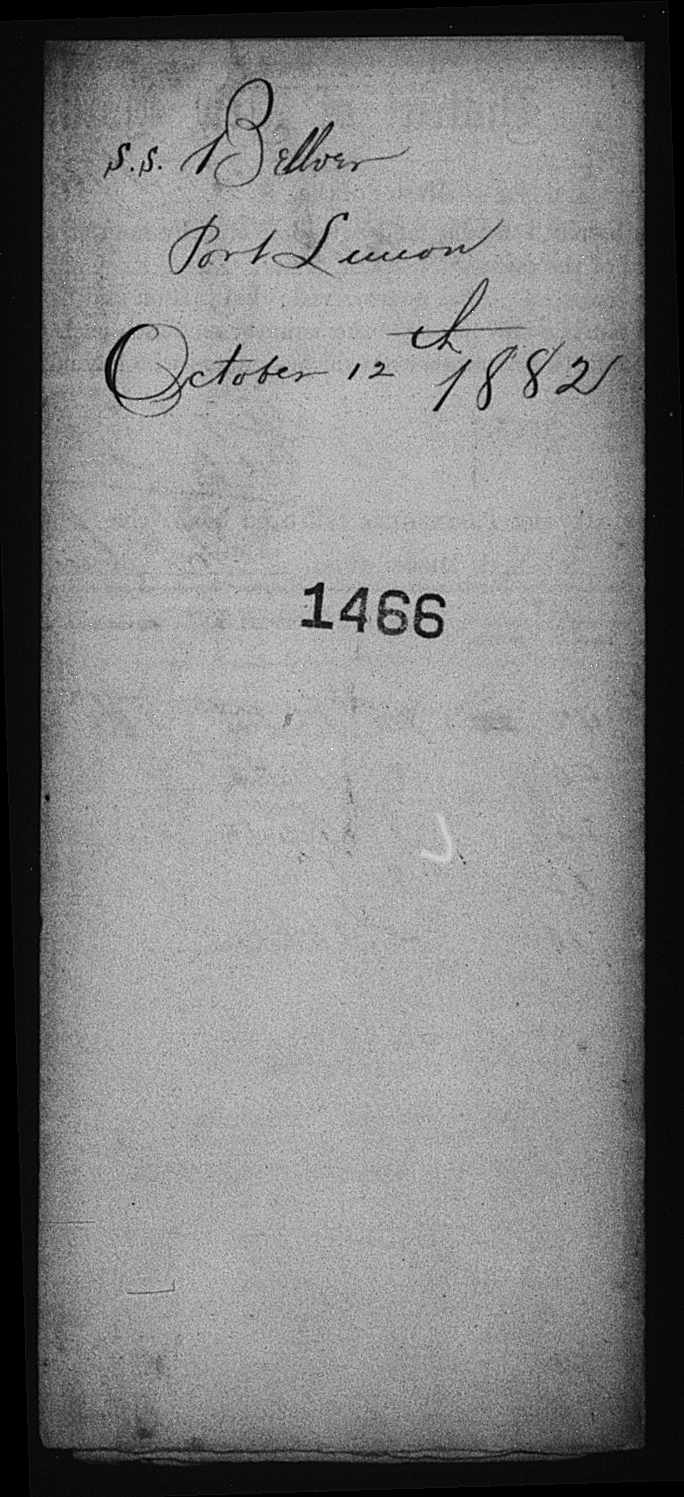 S.S. Bellver
Port Limon
October 12th 1882
1466